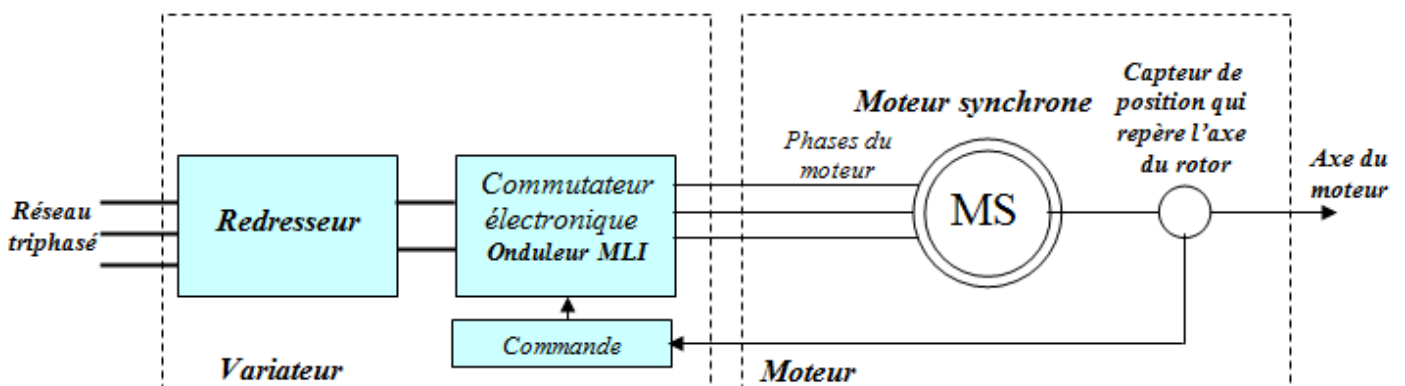 Réseau
triphasé
Redresseur
Commutateur
électronique
Onduleur MLI
Commande
Variateur
Phases du
moteur
Moteur synchrone
MS
Capteur de
position qui
repère l'axe
du rotor
Axe du
moteur
Moteur